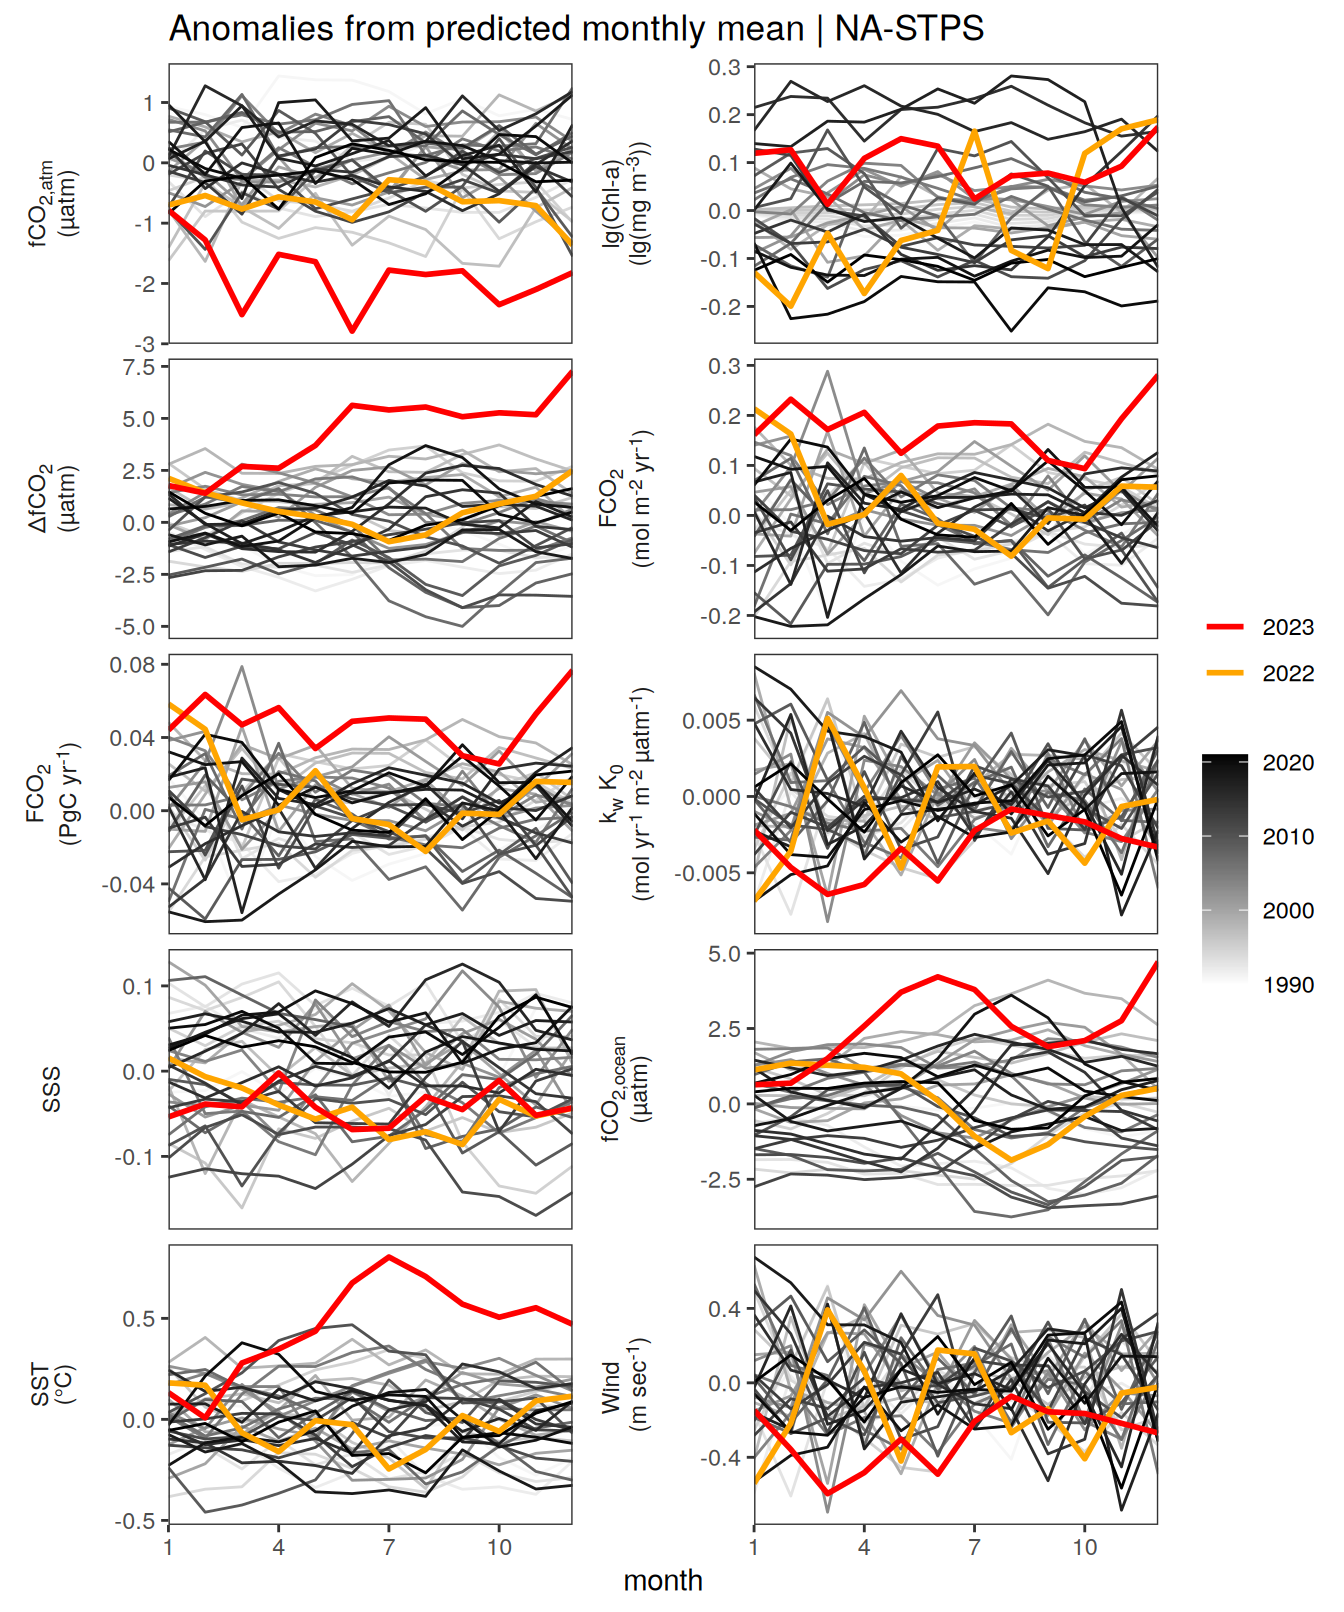 Anomalies from predicted monthly mean | NA-STPS
fCO2,atm
(µatm)
1
0
-1
-2
-3
lg(Chl-a)
(lg(mg m-3))
0.3
0.2
0.1
0.0
-0.1
-0.2
ΔfCO2
(µatm)
7.5
5.0
2.5
0.0
-2.5
-5.0
FCO2
(mol m-2 yr-1)
0.3
0.2
0.1
0.0
-0.1
-0.2
FCO2
(PgC yr-1)
0.08
0.04
0.00
-0.04
kw K0
(mol yr-1 m-2 µatm-1)
0.005
0.000
-0.005
SSS
0.1
0.0
-0.1
fCO2,ocean
(µatm)
5.0
2.5
0.0
-2.5
SST
(°C)
0.5
0.0
-0.5
Wind
(m sec-1)
0.4
0.0
-0.4
1 4 7 10
1 4 7 10
month
2023
2022
2020
2010
2000
1990